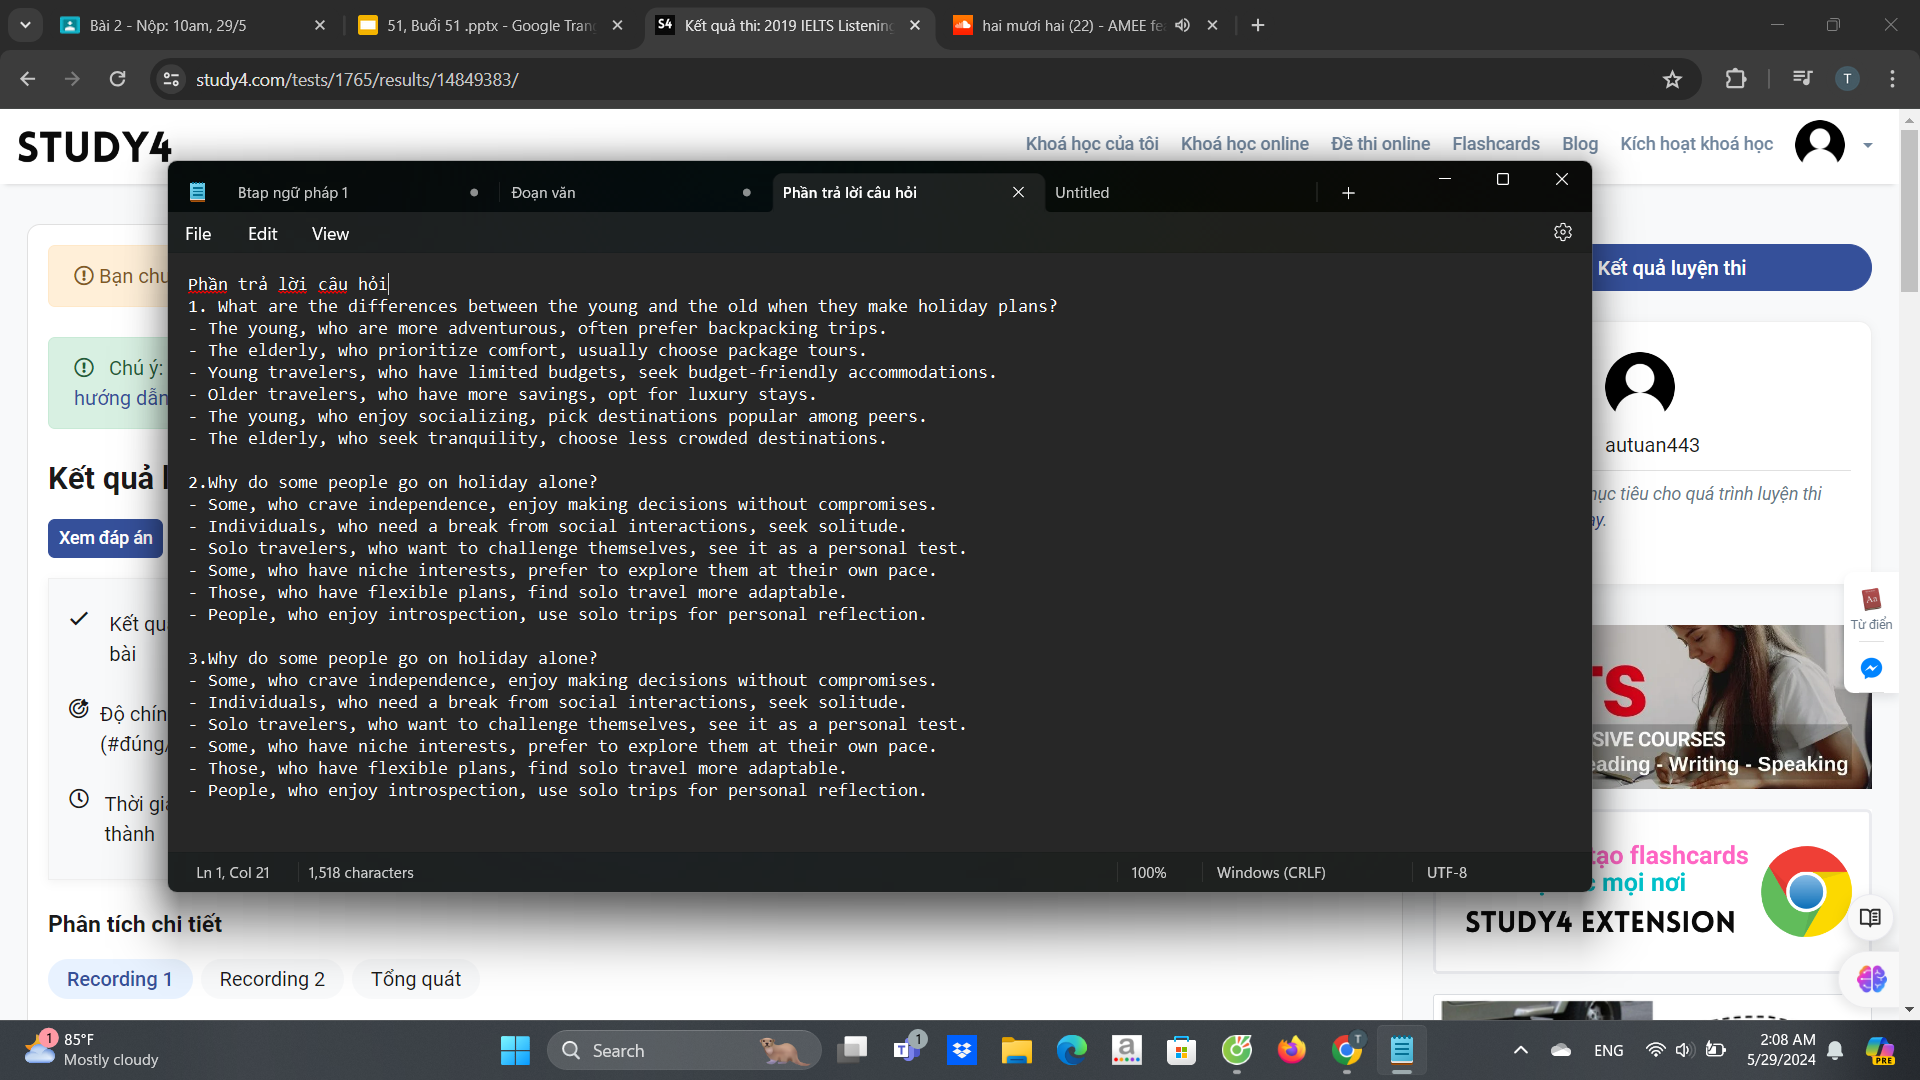 Bài 2 - Nộp: 10am, 29/5
51, Buổi 51 .pptx - Google Tran
Kết quả thi: 2019 IELTS Listening
hai mươi hai (22) - AMEE fe
study4.com/tests/1765/results/14849383/
T
STUDY4
Khoá học của tôi
Khoá học online
Đề thi online
Flashcards
Blog
Kích hoạt khoá học
Btap ngữ pháp 1
Đoạn văn
Phần trả lời câu hỏi
Untitled
File
Edit
View
Phần trả lời câu hỏi
1. What are the differences between the young and the old when they make holiday plans?
- The young, who are more adventurous, often prefer backpacking trips.
- The elderly, who prioritize comfort, usually choose package tours.
- Young travelers, who have limited budgets, seek budget-friendly accommodations.
- Older travelers, who have more savings, opt for luxury stays.
- The young, who enjoy socializing, pick destinations popular among peers.
- The elderly, who seek tranquility, choose less crowded destinations.
2.Why do some people go on holiday alone?
- Some, who crave independence, enjoy making decisions without compromises.
- Individuals, who need a break from social interactions, seek solitude.
- Solo travelers, who want to challenge themselves, see it as a personal test.
- Some, who have niche interests, prefer to explore them at their own pace.
- Those, who have flexible plans, find solo travel more adaptable.
- People, who enjoy introspection, use solo trips for personal reflection.
3.Why do some people go on holiday alone?
- Some, who crave independence, enjoy making decisions without compromises.
- Individuals, who need a break from social interactions, seek solitude.
- Solo travelers, who want to challenge themselves, see it as a personal test.
- Some, who have niche interests, prefer to explore them at their own pace.
- Those, who have flexible plans, find solo travel more adaptable.
- People, who enjoy introspection, use solo trips for personal reflection.
Ln 1, Col 21
1,518 characters
100%
Windows (CRLF)
UTF-8
Bạn chu
Chú ý:
hướng dẫn
Kết quả l
Xem đáp án
Kết qu
bài
Độ chín
(#đúng/
Thời gia
thành
Phân tích chi tiết
Recording 1
Recording 2
Tổng quát
Kết quả luyện thi
autuan443
mục tiêu cho quá trình luyện thi
ay.
Từ điển
TS
SIVE COURSES
eading - Writing - Speaking
tạo flashcards
c mọi nơi
STUDY4 EXTENSION
1
85°F
Mostly cloudy
Search
1
ENG
2:08 AM
5/29/2024
PRE